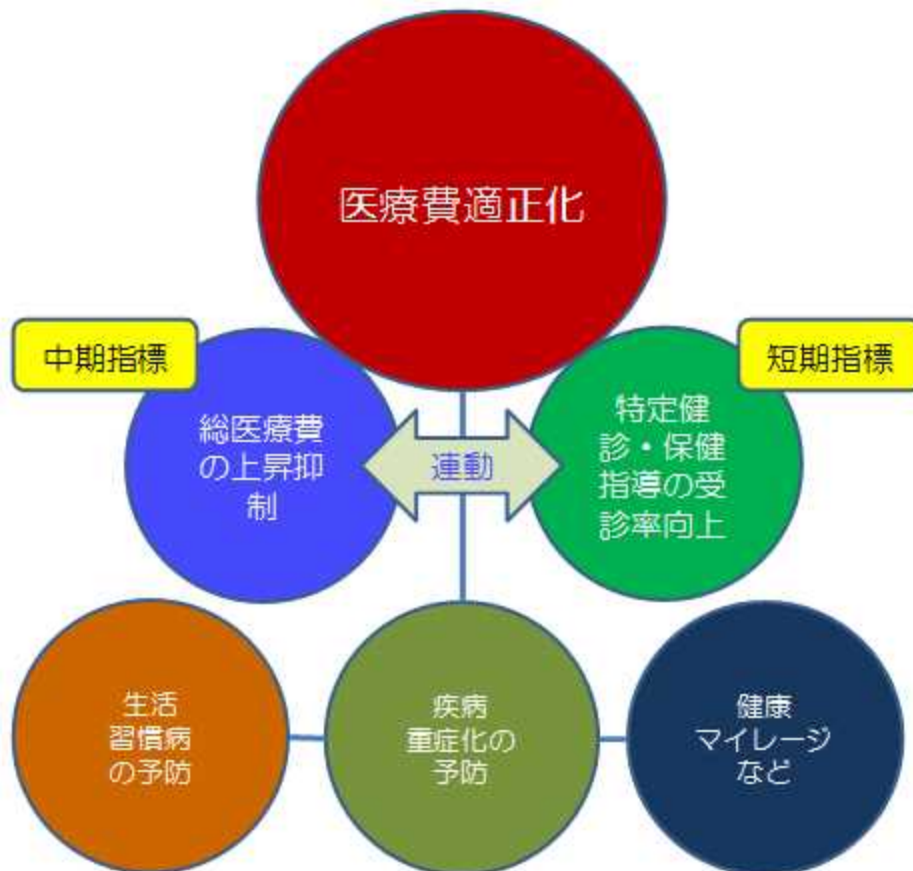 医療費適正化
中期指標
短期指標
総医療費
の上昇抑
制
連動
特定健
診・保健
指導の受
診率向上
生活
習慣病
の予防
疾病
重症化の
予防
健康
マイレージ
など